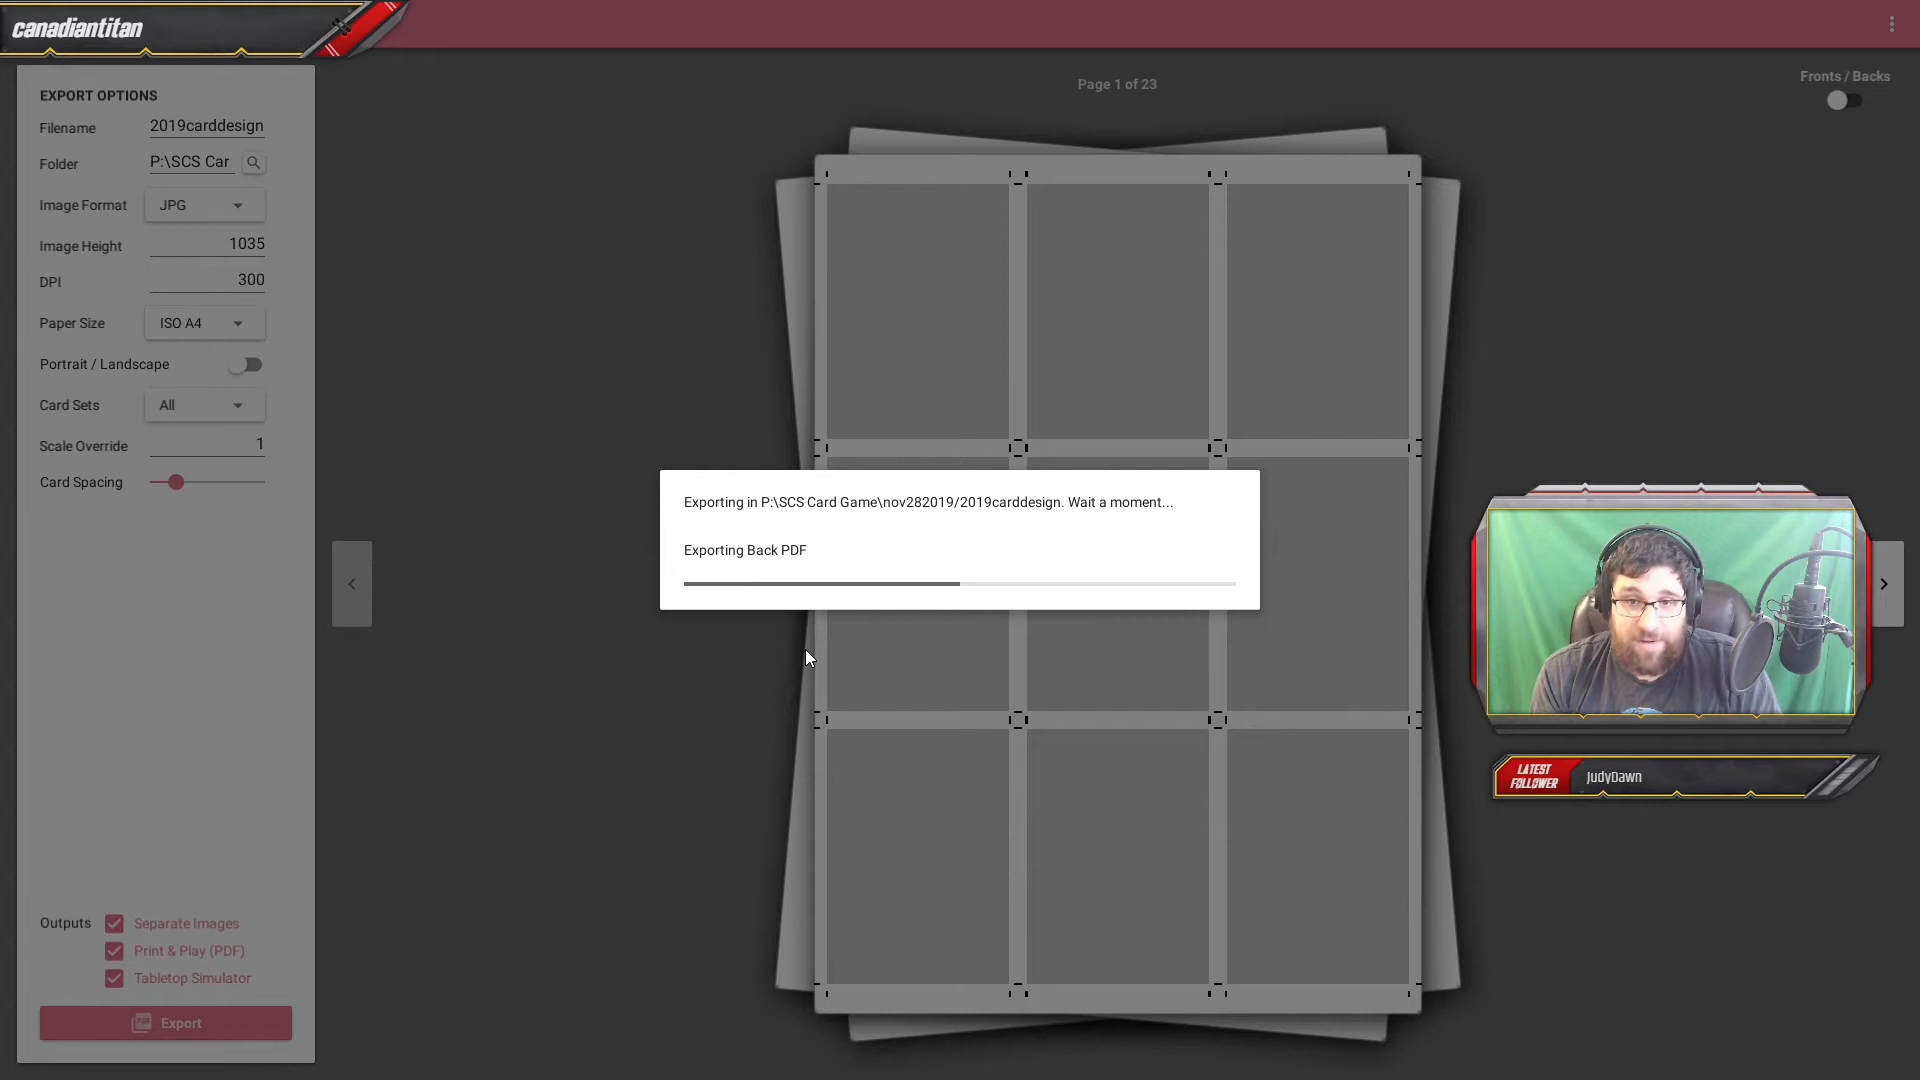 canadiantitan
Page 1 of 23
Fronts / Backs
EXPORT OPTIONS
Filename 2019carddesign
Folder P:\SCS Car
Image Format JPG
Image Height 1035
DPI 300
Paper Size ISO A4
Portrait / Landscape
Card Sets All
Scale Override 1
Card Spacing
Exporting in P:\SCS Card Game\nov282019/2019carddesign. Wait a moment...
Exporting Back PDF
LATEST
FOLLOWER
JudyDawn
Outputs Separate Images
Print & Play (PDF)
Tabletop Simulator
Export